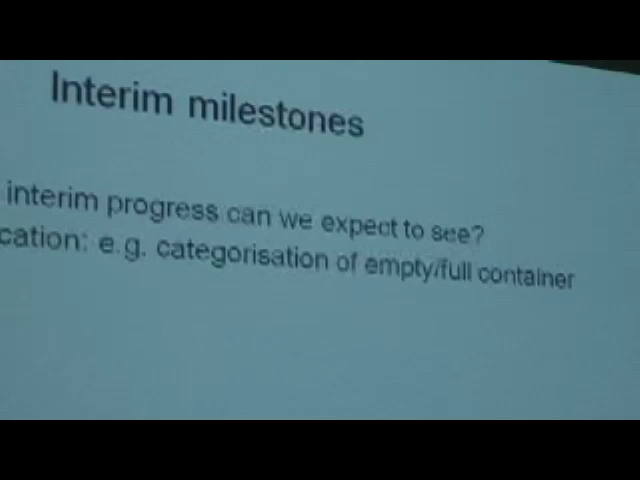 Interim milestones
interim progress can we expect to see?
cation: e.g. categorisation of empty/full container